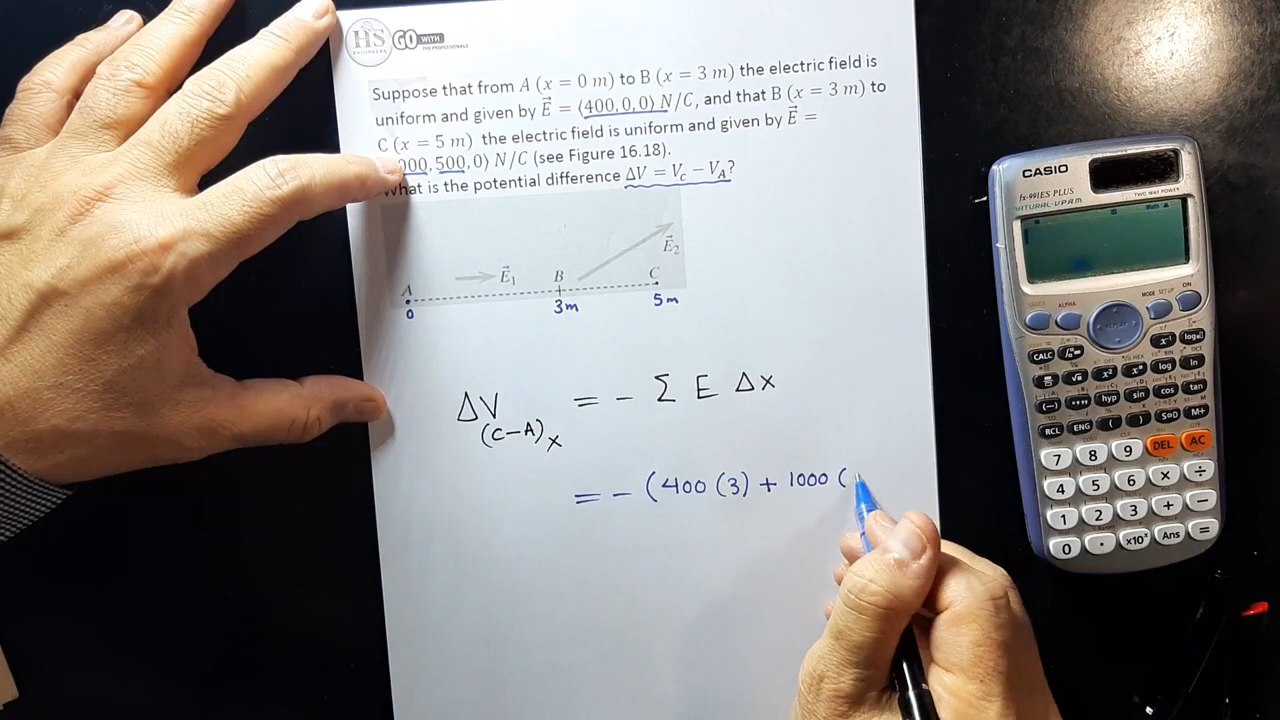 HS
ENGINEERS
GO WITH
THE PROFESSIONALS
Suppose that from A (x = 0 m) to B (x = 3 m) the electric field is
uniform and given by E⃗ = ⟨400, 0, 0⟩ N/C, and that B (x = 3 m) to
C (x = 5 m) the electric field is uniform and given by E⃗ =
000, 500, 0⟩ N/C (see Figure 16.18).
What is the potential difference ΔV = V_C − V_A?
A E⃗₁ B E⃗₂ C
0 3m 5m
ΔV (C-A)x = - Σ E Δx
= - (400 (3) + 1000 (
CASIO
fx-991ES PLUS TWO WAY POWER
NATURAL-V.P.A.M.
ALPHA MODE SETUP ON
REPLAY
CALC x⁻¹ log
x² log ln
(−) hyp sin cos tan
RCL ENG ( ) S⇔D M+
7 8 9 DEL AC
4 5 6 × ÷
1 2 3 + −
0 . ×10ˣ Ans =